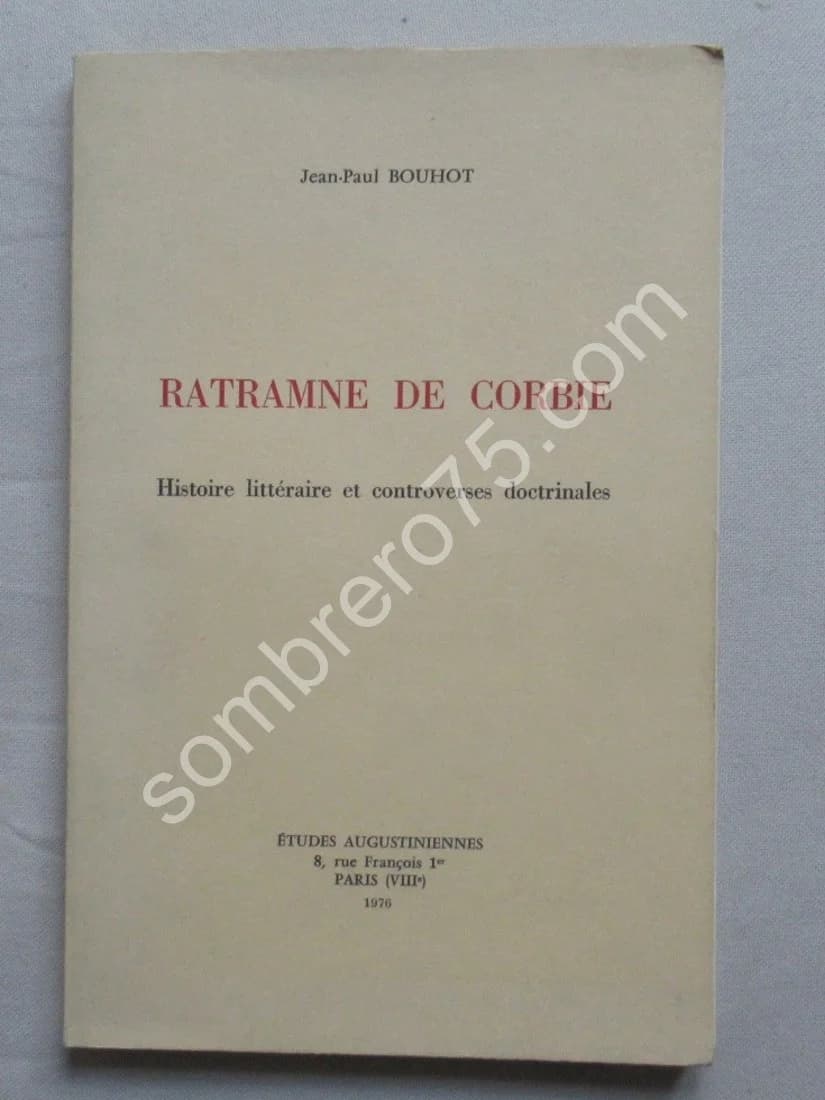 Jean-Paul BOUHOT
RATRAMNE DE CORBIE
Histoire littéraire et controverses doctrinales
ÉTUDES AUGUSTINIENNES
8, rue François 1er
PARIS (VIIIe)
1976
sombrero75.com